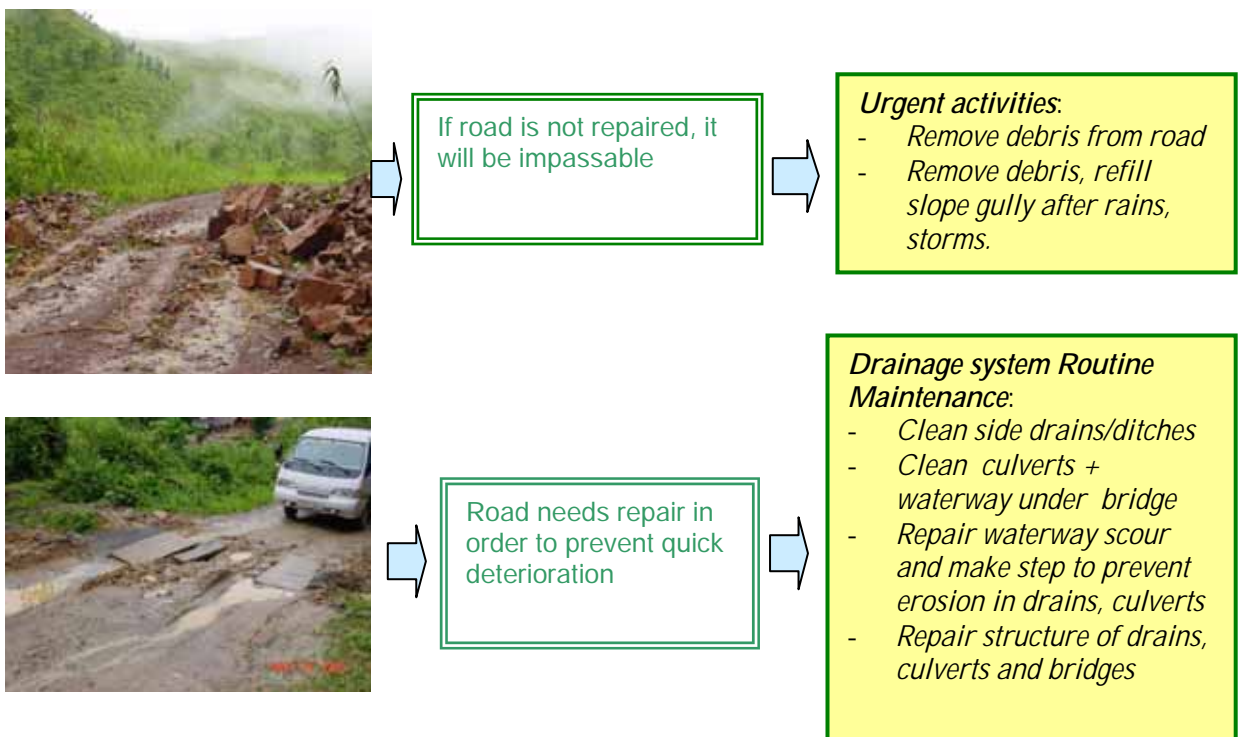 If road is not repaired, it
will be impassable
Urgent activities:
- Remove debris from road
- Remove debris, refill
slope gully after rains,
storms.
Road needs repair in
order to prevent quick
deterioration
Drainage system Routine
Maintenance:
- Clean side drains/ditches
- Clean culverts +
waterway under bridge
- Repair waterway scour
and make step to prevent
erosion in drains, culverts
- Repair structure of drains,
culverts and bridges